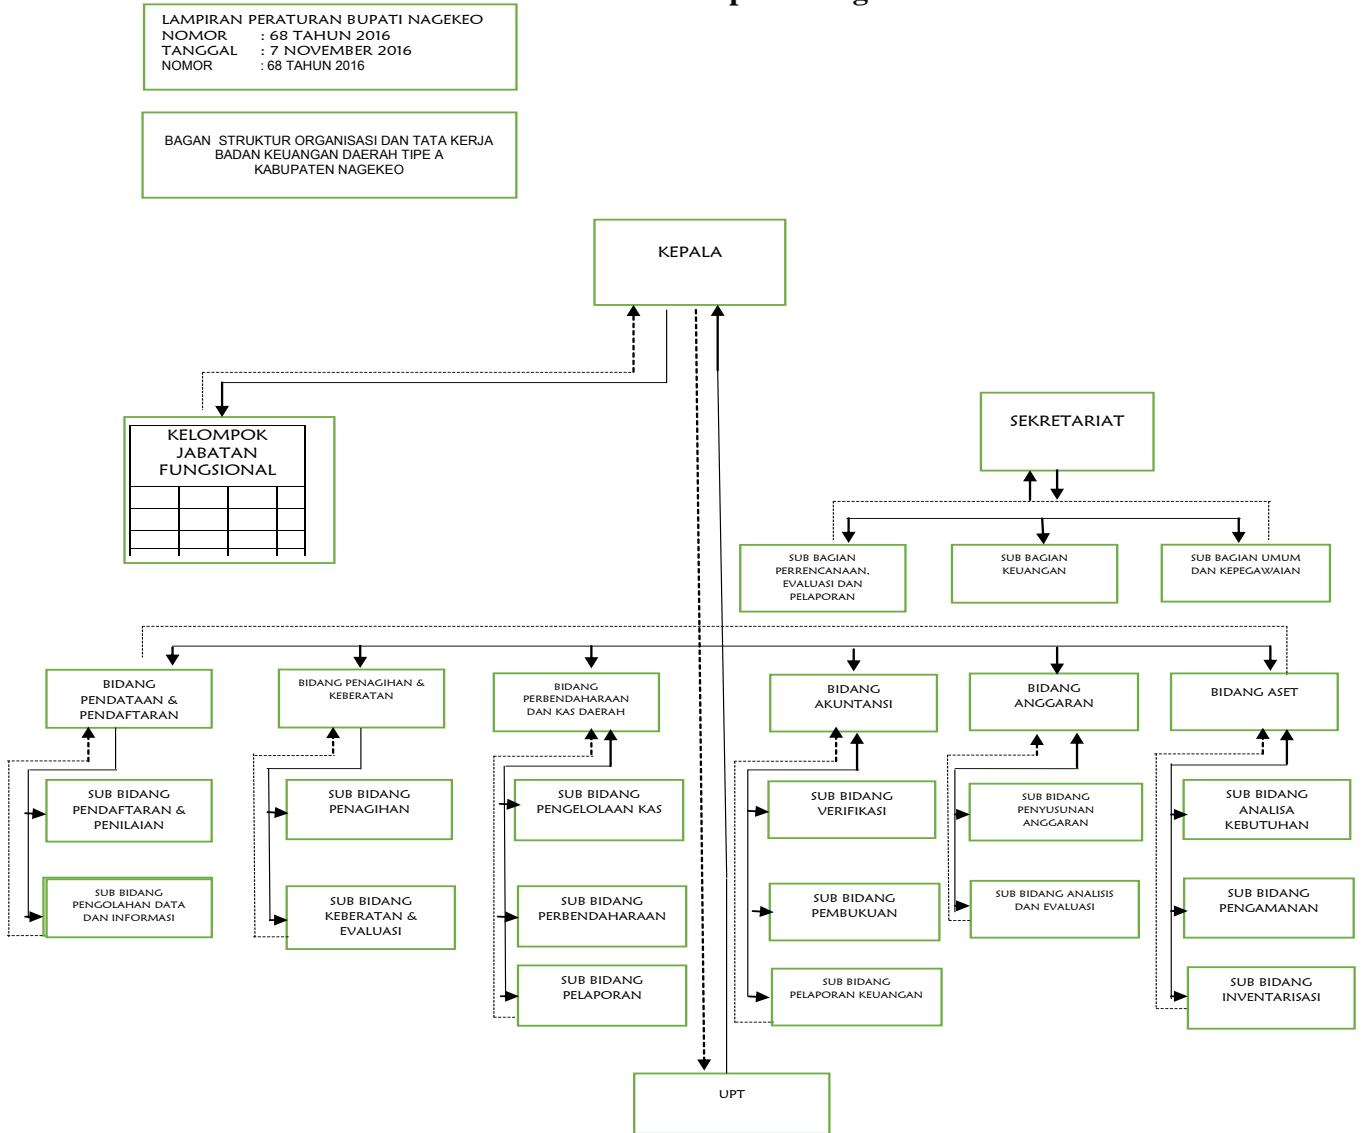 LAMPIRAN PERATURAN BUPATI NAGEKEO
NOMOR : 68 TAHUN 2016
TANGGAL : 7 NOVEMBER 2016
NOMOR : 68 TAHUN 2016
BAGAN STRUKTUR ORGANISASI DAN TATA KERJA
BADAN KEUANGAN DAERAH TIPE A
KABUPATEN NAGEKEO
KEPALA
KELOMPOK
JABATAN
FUNGSIONAL
SEKRETARIAT
SUB BAGIAN
PERRENCANAAN,
EVALUASI DAN
PELAPORAN
SUB BAGIAN
KEUANGAN
SUB BAGIAN UMUM
DAN KEPEGAWAIAN
BIDANG
PENDATAAN &
PENDAFTARAN
BIDANG PENAGIHAN &
KEBERATAN
BIDANG
PERBENDAHARAAN
DAN KAS DAERAH
BIDANG
AKUNTANSI
BIDANG
ANGGARAN
BIDANG ASET
SUB BIDANG
PENDAFTARAN &
PENILAIAN
SUB BIDANG
PENAGIHAN
SUB BIDANG
PENGELOLAAN KAS
SUB BIDANG
VERIFIKASI
SUB BIDANG
PENYUSUNAN
ANGGARAN
SUB BIDANG
ANALISA
KEBUTUHAN
SUB BIDANG
PENGOLAHAN DATA
DAN INFORMASI
SUB BIDANG
KEBERATAN &
EVALUASI
SUB BIDANG
PERBENDAHARAAN
SUB BIDANG
PEMBUKUAN
SUB BIDANG ANALISIS
DAN EVALUASI
SUB BIDANG
PENGAMANAN
SUB BIDANG
PELAPORAN
SUB BIDANG
PELAPORAN KEUANGAN
SUB BIDANG
INVENTARISASI
UPT